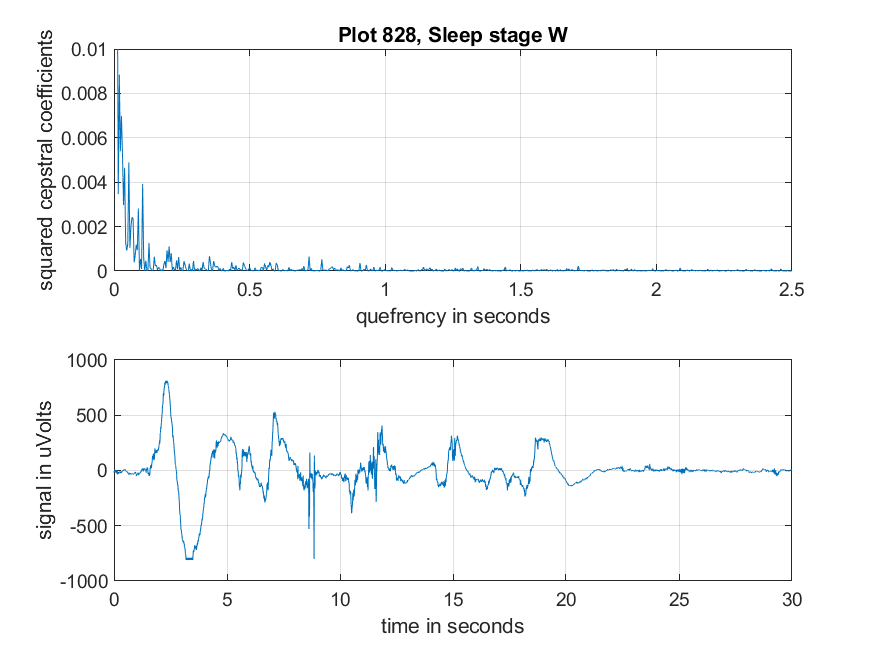 Plot 828, Sleep stage W
squared cepstral coefficients
0.01
0.008
0.006
0.004
0.002
0
0 0.5 1 1.5 2 2.5
quefrency in seconds
signal in uVolts
1000
500
0
-500
-1000
0 5 10 15 20 25 30
time in seconds